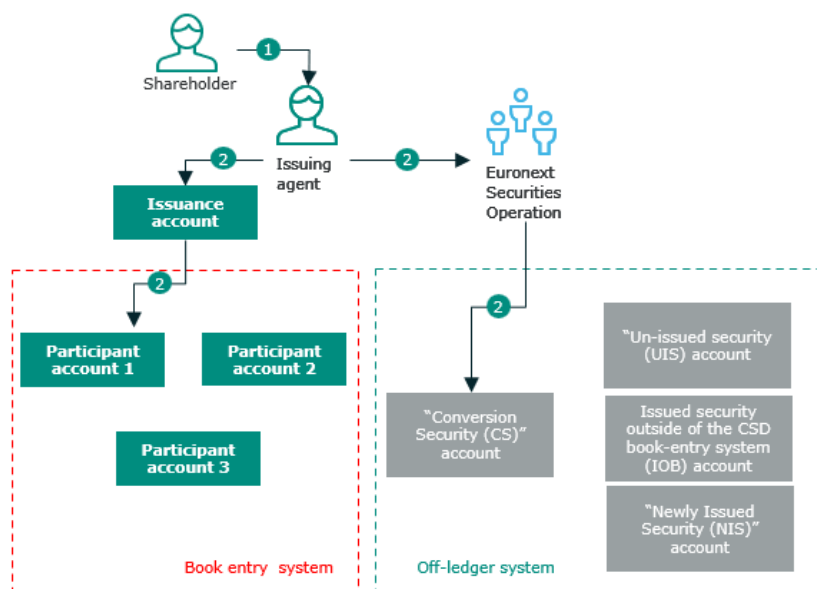 1
Shareholder
2
Issuing
agent
2
Euronext
Securities
Operation
Issuance
account
2
2
Participant
account 1
Participant
account 2
Participant
account 3
“Conversion
Security (CS)”
account
“Un-issued security
(UIS) account
Issued security
outside of the CSD
book-entry system
(IOB) account
“Newly Issued
Security (NIS)”
account
Book entry system
Off-ledger system